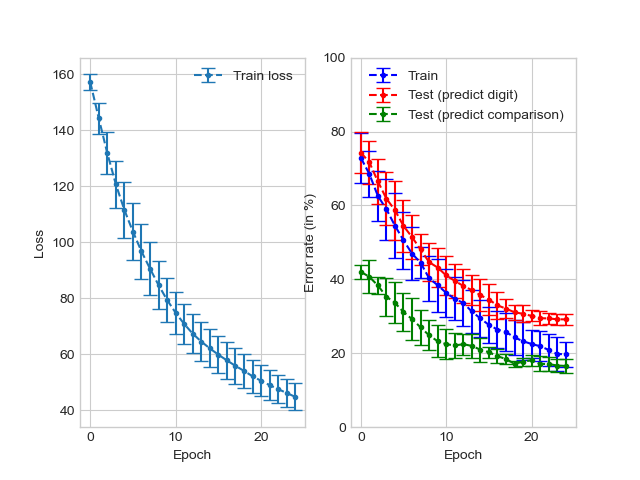 Train loss
160
140
120
100
80
60
40
0
10
20
Epoch
Loss
Train
Test (predict digit)
Test (predict comparison)
100
80
60
40
20
0
0
10
20
Epoch
Error rate (in %)